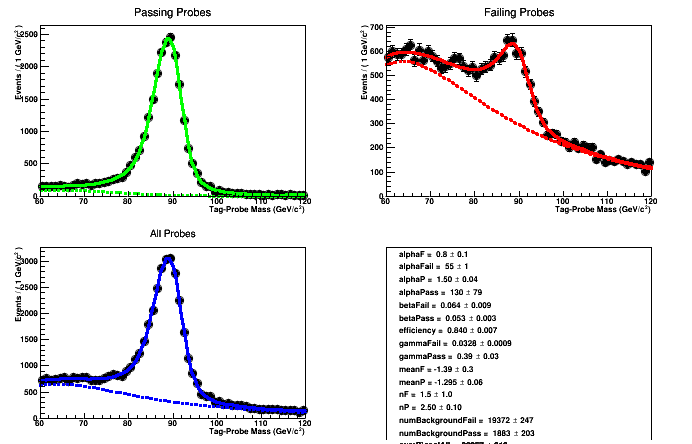 Passing Probes
Events / ( 1 GeV/c² )
2500
2000
1500
1000
500
0
60 70 80 90 100 110 120
Tag-Probe Mass (GeV/c²)
Failing Probes
Events / ( 1 GeV/c² )
700
600
500
400
300
200
100
0
60 70 80 90 100 110 120
Tag-Probe Mass (GeV/c²)
All Probes
Events / ( 1 GeV/c² )
3000
2500
2000
1500
1000
500
0
60 70 80 90 100 110 120
Tag-Probe Mass (GeV/c²)
alphaF = 0.8 ± 0.1
alphaFail = 55 ± 1
alphaP = 1.50 ± 0.04
alphaPass = 130 ± 79
betaFail = 0.064 ± 0.009
betaPass = 0.053 ± 0.003
efficiency = 0.840 ± 0.007
gammaFail = 0.0328 ± 0.0009
gammaPass = 0.39 ± 0.03
meanF = -1.39 ± 0.3
meanP = -1.295 ± 0.06
nF = 1.5 ± 1.0
nP = 2.50 ± 0.10
numBackgroundFail = 19372 ± 247
numBackgroundPass = 1883 ± 203